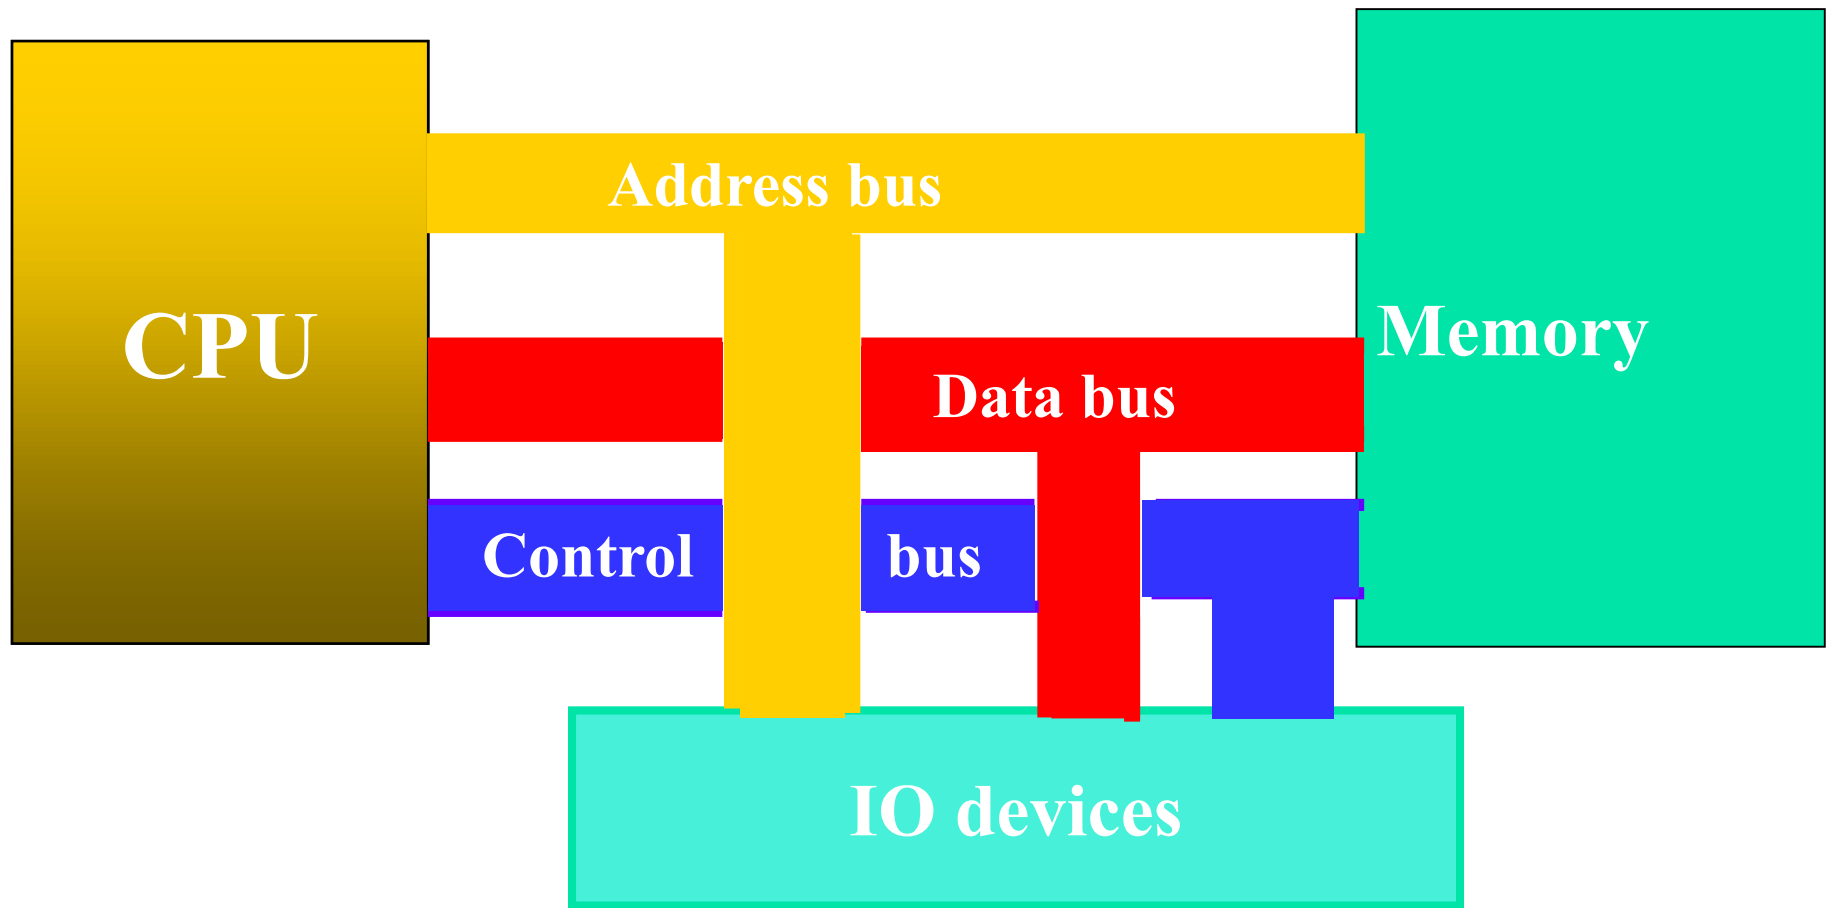 Address bus
CPU
Memory
Data bus
Control bus
IO devices